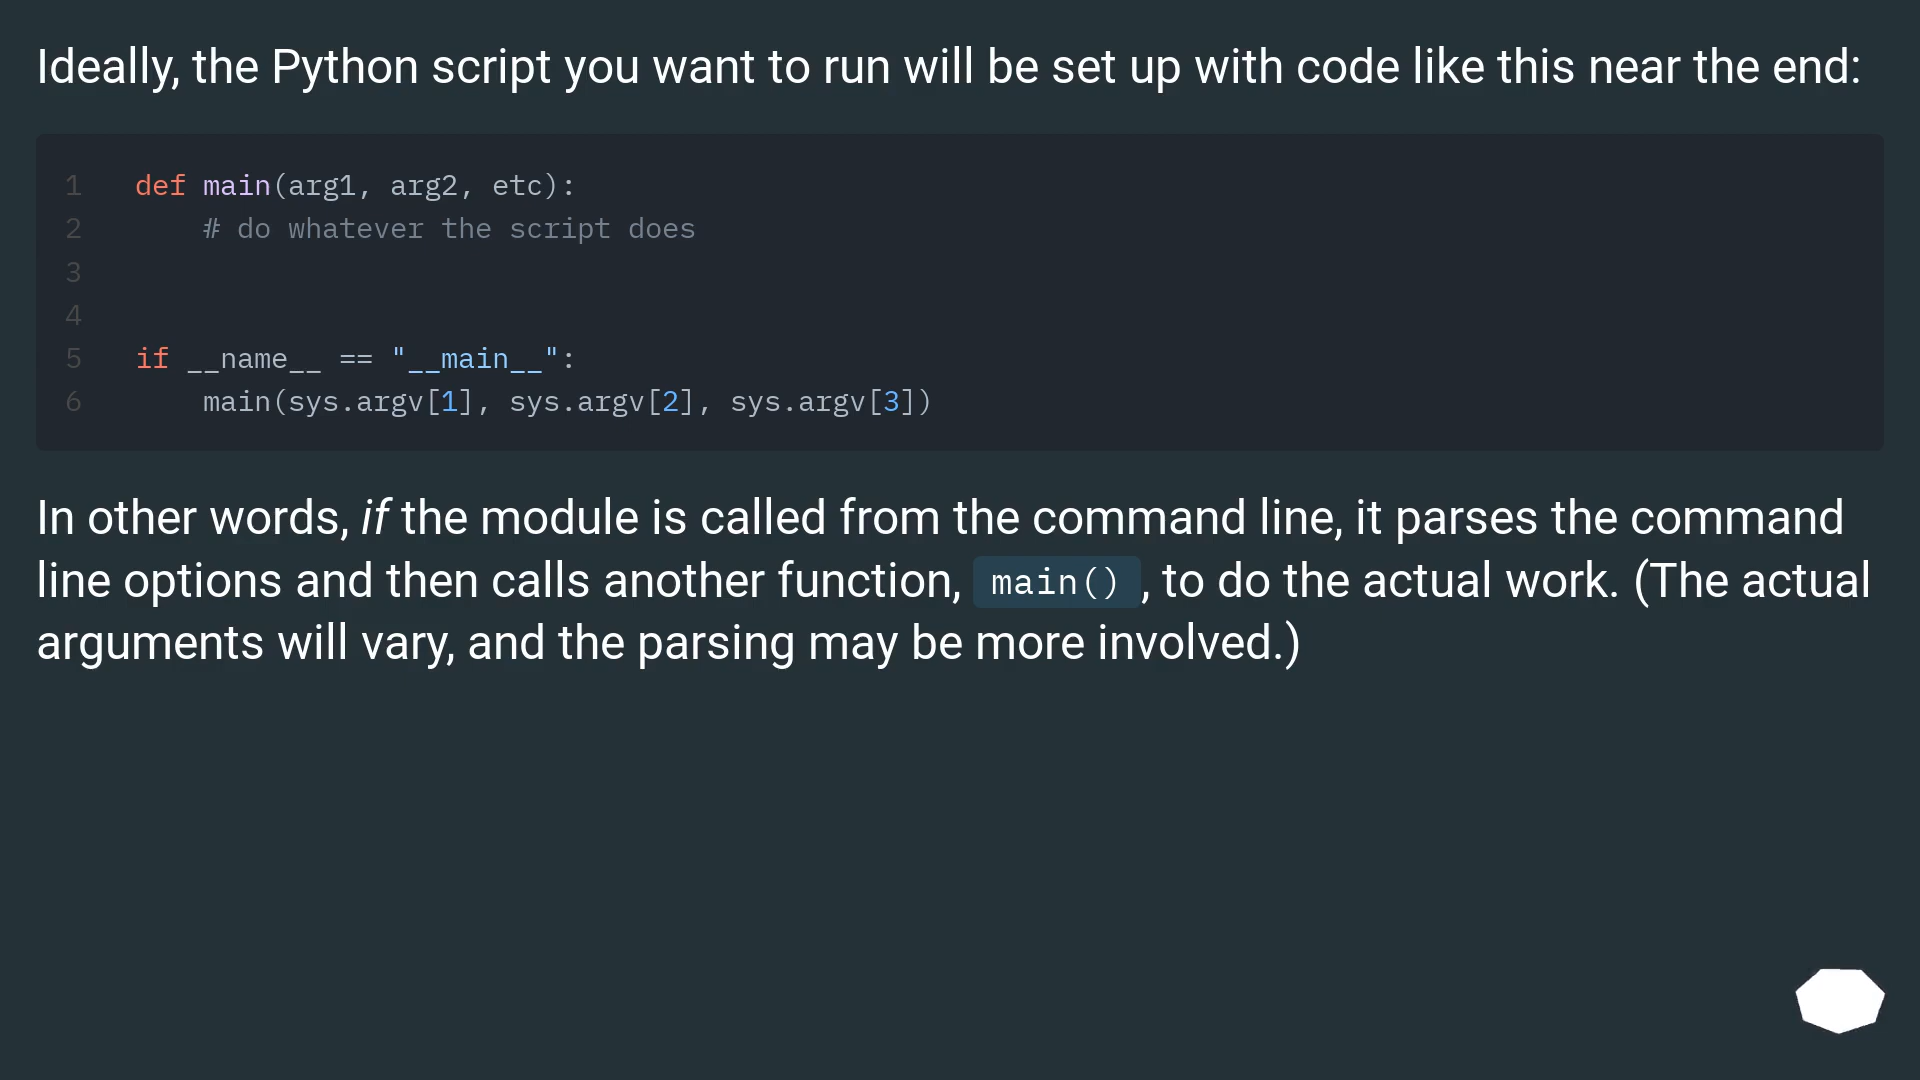 Ideally, the Python script you want to run will be set up with code like this near the end:
1 def main(arg1, arg2, etc):
2 # do whatever the script does
3
4
5 if __name__ == "__main__":
6 main(sys.argv[1], sys.argv[2], sys.argv[3])
In other words, if the module is called from the command line, it parses the command
line options and then calls another function, main() , to do the actual work. (The actual
arguments will vary, and the parsing may be more involved.)